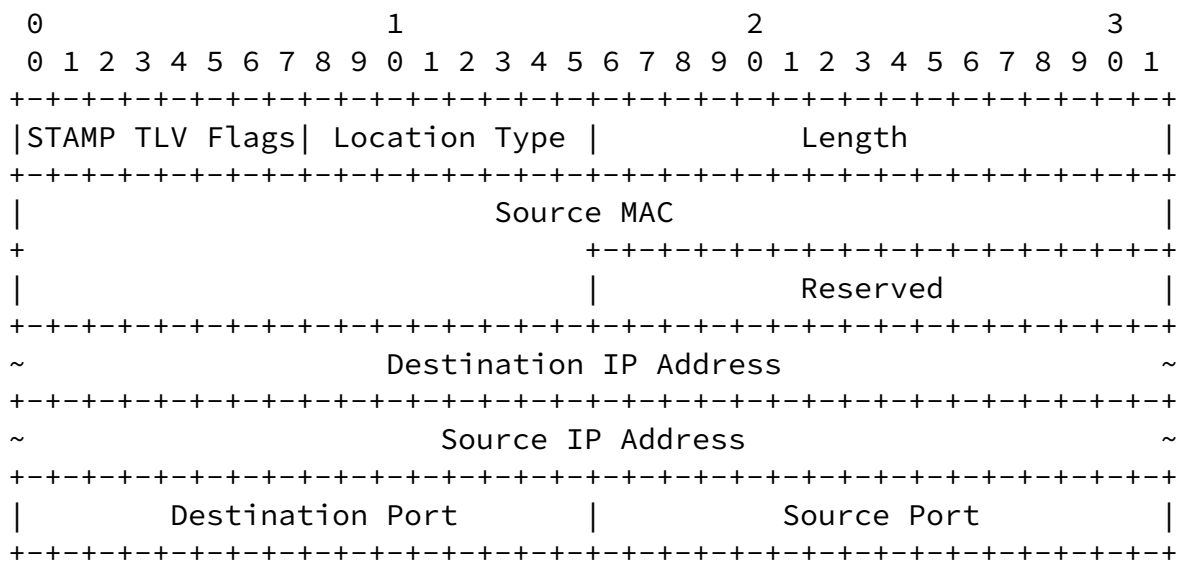 0                   1                   2                   3
 0 1 2 3 4 5 6 7 8 9 0 1 2 3 4 5 6 7 8 9 0 1 2 3 4 5 6 7 8 9 0 1
+-+-+-+-+-+-+-+-+-+-+-+-+-+-+-+-+-+-+-+-+-+-+-+-+-+-+-+-+-+-+-+-+
|STAMP TLV Flags| Location Type |           Length              |
+-+-+-+-+-+-+-+-+-+-+-+-+-+-+-+-+-+-+-+-+-+-+-+-+-+-+-+-+-+-+-+-+
|                          Source MAC                           |
+                               +-+-+-+-+-+-+-+-+-+-+-+-+-+-+-+-+
|                               |           Reserved            |
+-+-+-+-+-+-+-+-+-+-+-+-+-+-+-+-+-+-+-+-+-+-+-+-+-+-+-+-+-+-+-+-+
~                    Destination IP Address                     ~
+-+-+-+-+-+-+-+-+-+-+-+-+-+-+-+-+-+-+-+-+-+-+-+-+-+-+-+-+-+-+-+-+
~                       Source IP Address                       ~
+-+-+-+-+-+-+-+-+-+-+-+-+-+-+-+-+-+-+-+-+-+-+-+-+-+-+-+-+-+-+-+-+
|        Destination Port       |          Source Port          |
+-+-+-+-+-+-+-+-+-+-+-+-+-+-+-+-+-+-+-+-+-+-+-+-+-+-+-+-+-+-+-+-+